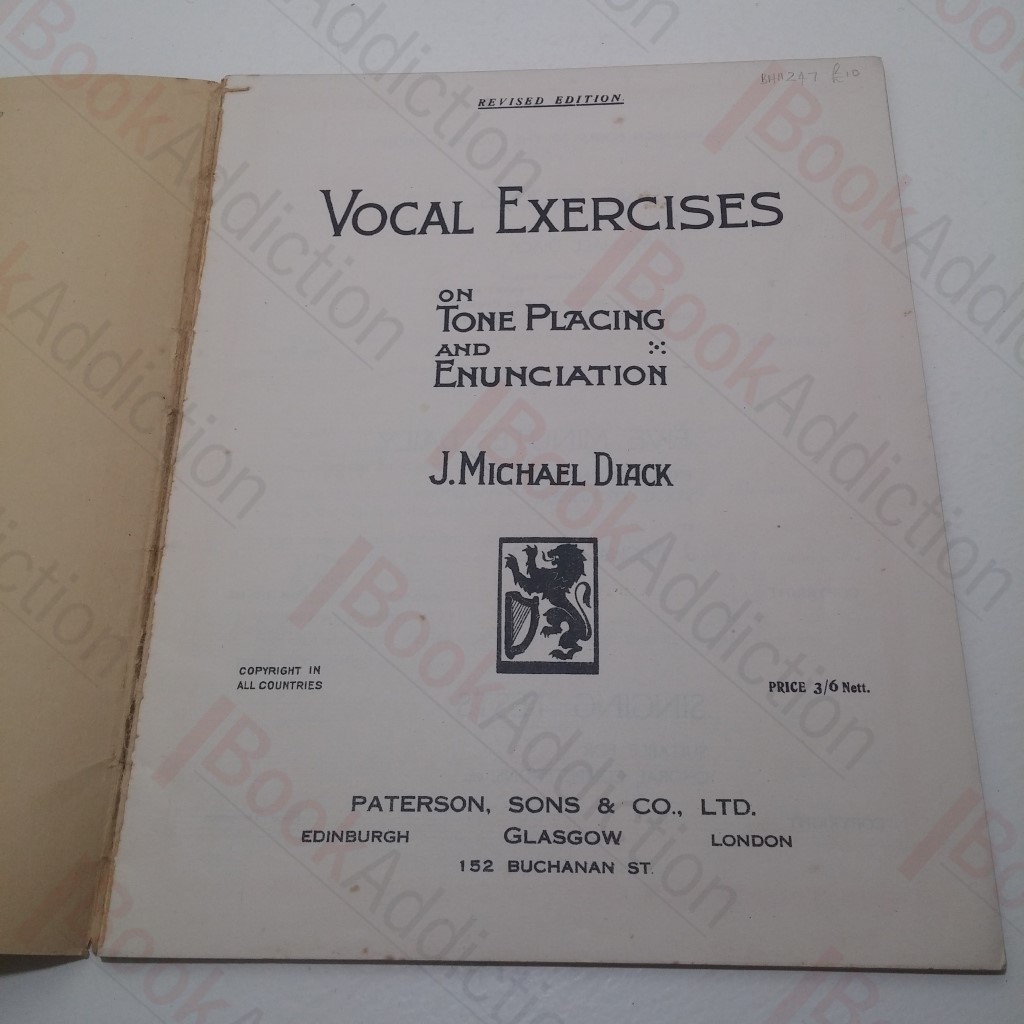 REVISED EDITION
VOCAL EXERCISES
ON
TONE PLACING
AND
ENUNCIATION
J. MICHAEL DIACK
COPYRIGHT IN
ALL COUNTRIES
PRICE 3/6 Nett.
PATERSON, SONS & CO., LTD.
EDINBURGH GLASGOW LONDON
152 BUCHANAN ST.
BookAddiction